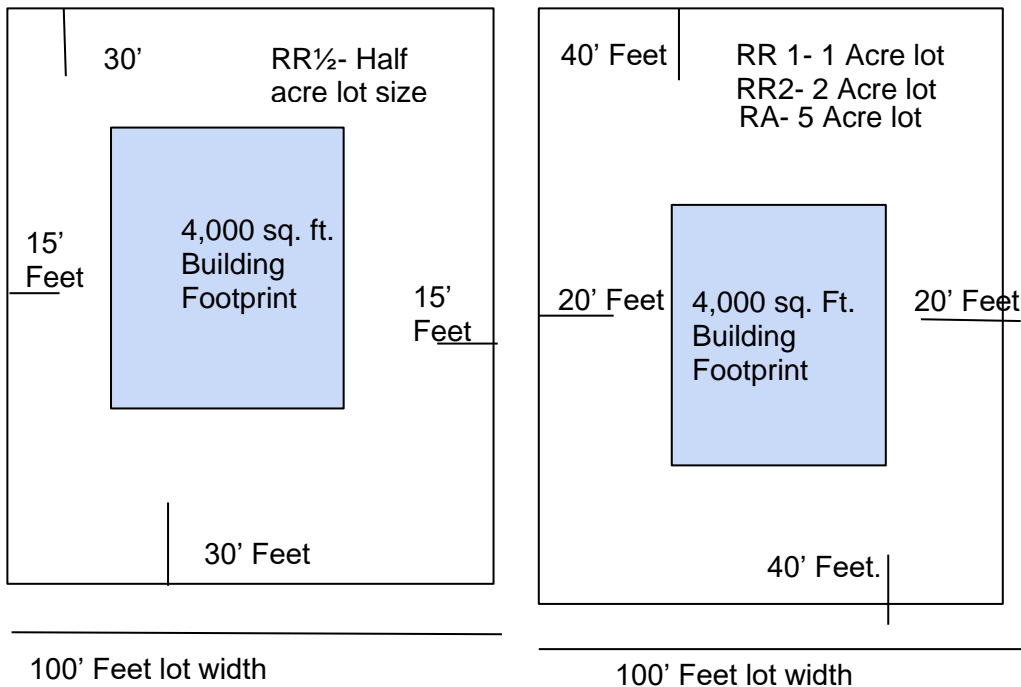 30’
RR½- Half
acre lot size
4,000 sq. ft.
Building
Footprint
15’
Feet
15’
Feet
30’ Feet
100’ Feet lot width
40’ Feet
RR 1- 1 Acre lot
RR2- 2 Acre lot
RA- 5 Acre lot
20’ Feet
4,000 sq. Ft.
Building
Footprint
20’ Feet
40’ Feet.
100’ Feet lot width